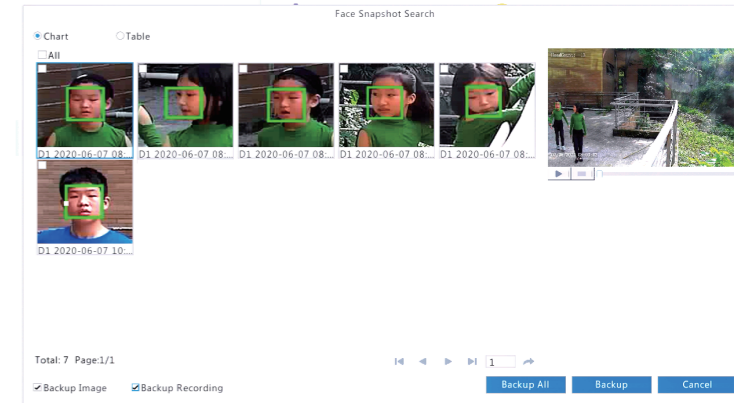 Face Snapshot Search
Chart Table
All
D1 2020-06-07 08:... D1 2020-06-07 08:... D1 2020-06-07 08:... D1 2020-06-07 08:... D1 2020-06-07 08:...
D1 2020-06-07 10:...
Total: 7 Page:1/1
1
Backup Image Backup Recording Backup All Backup Cancel